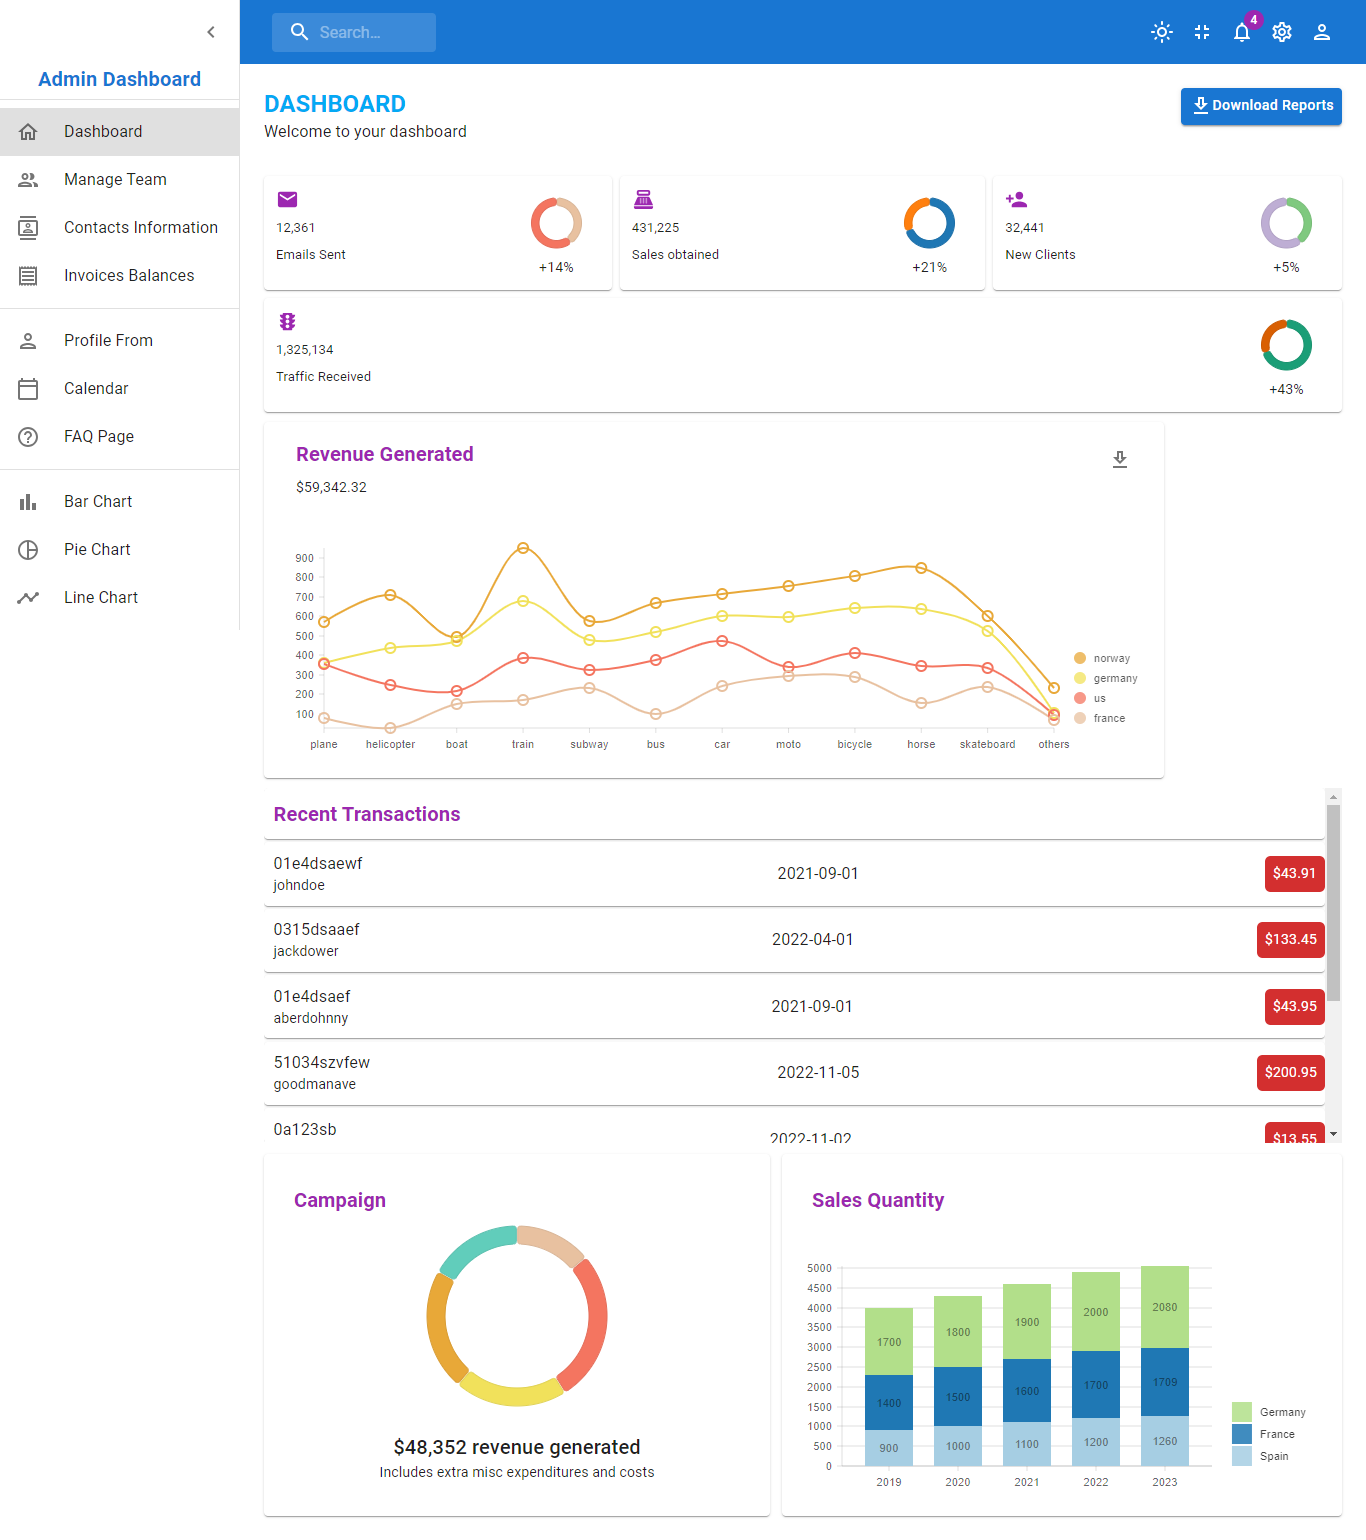 Admin Dashboard
Dashboard
Manage Team
Contacts Information
Invoices Balances
Profile From
Calendar
FAQ Page
Bar Chart
Pie Chart
Line Chart
Search...
4
DASHBOARD
Welcome to your dashboard
Download Reports
12,361
Emails Sent
+14%
431,225
Sales obtained
+21%
32,441
New Clients
+5%
1,325,134
Traffic Received
+43%
Revenue Generated
$59,342.32
900
800
700
600
500
400
300
200
100
plane helicopter boat train subway bus car moto bicycle horse skateboard others
norway
germany
us
france
Recent Transactions
01e4dsaewf
johndoe
2021-09-01
$43.91
0315dsaaef
jackdower
2022-04-01
$133.45
01e4dsaef
aberdohnny
2021-09-01
$43.95
51034szvfew
goodmanave
2022-11-05
$200.95
0a123sb
2022-11-02
$13.55
Campaign
$48,352 revenue generated
Includes extra misc expenditures and costs
Sales Quantity
5000
4500
4000
3500
3000
2500
2000
1500
1000
500
0
1700
1400
900
1800
1500
1000
1900
1600
1100
2000
1700
1200
2080
1709
1260
2019 2020 2021 2022 2023
Germany
France
Spain